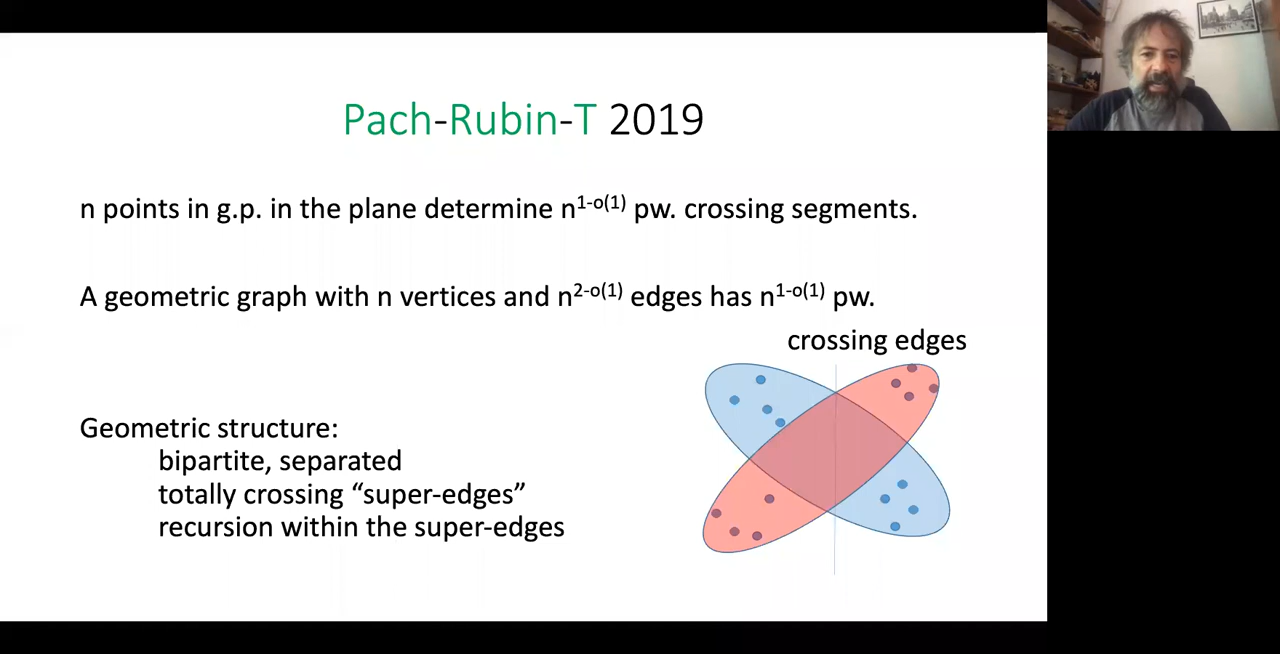 Pach-Rubin-T 2019
n points in g.p. in the plane determine n^{1-o(1)} pw. crossing segments.
A geometric graph with n vertices and n^{2-o(1)} edges has n^{1-o(1)} pw.
crossing edges
Geometric structure:
bipartite, separated
totally crossing “super-edges”
recursion within the super-edges